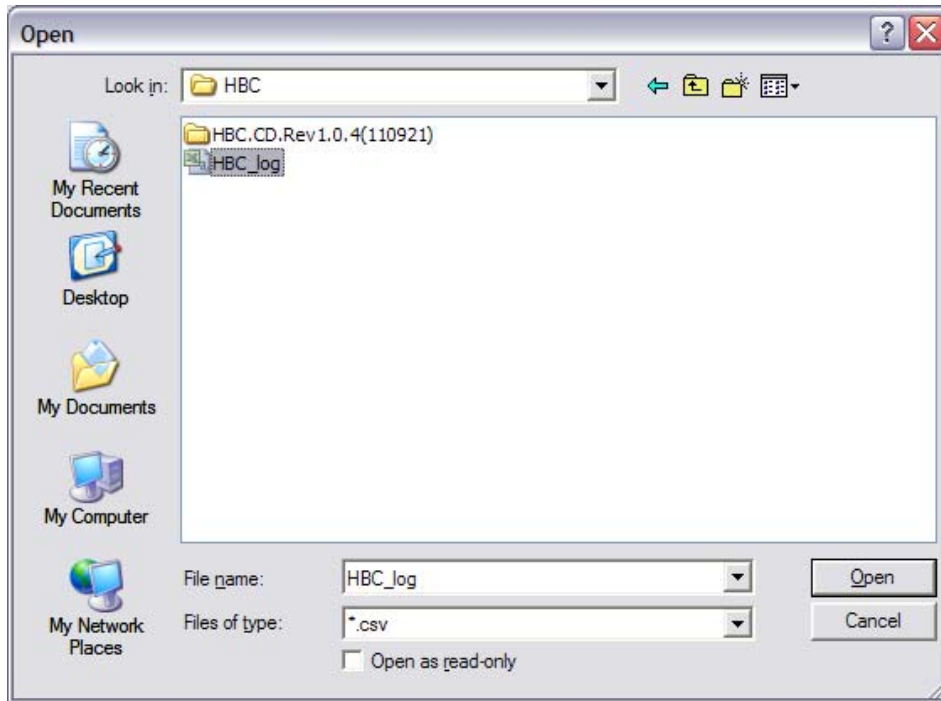 Open
Look in:
HBC
HBC.CD.Rev1.0.4(110921)
HBC_log
My Recent
Documents
Desktop
My Documents
My Computer
My Network
Places
File name:
HBC_log
Open
Files of type:
*.csv
Cancel
Open as read-only